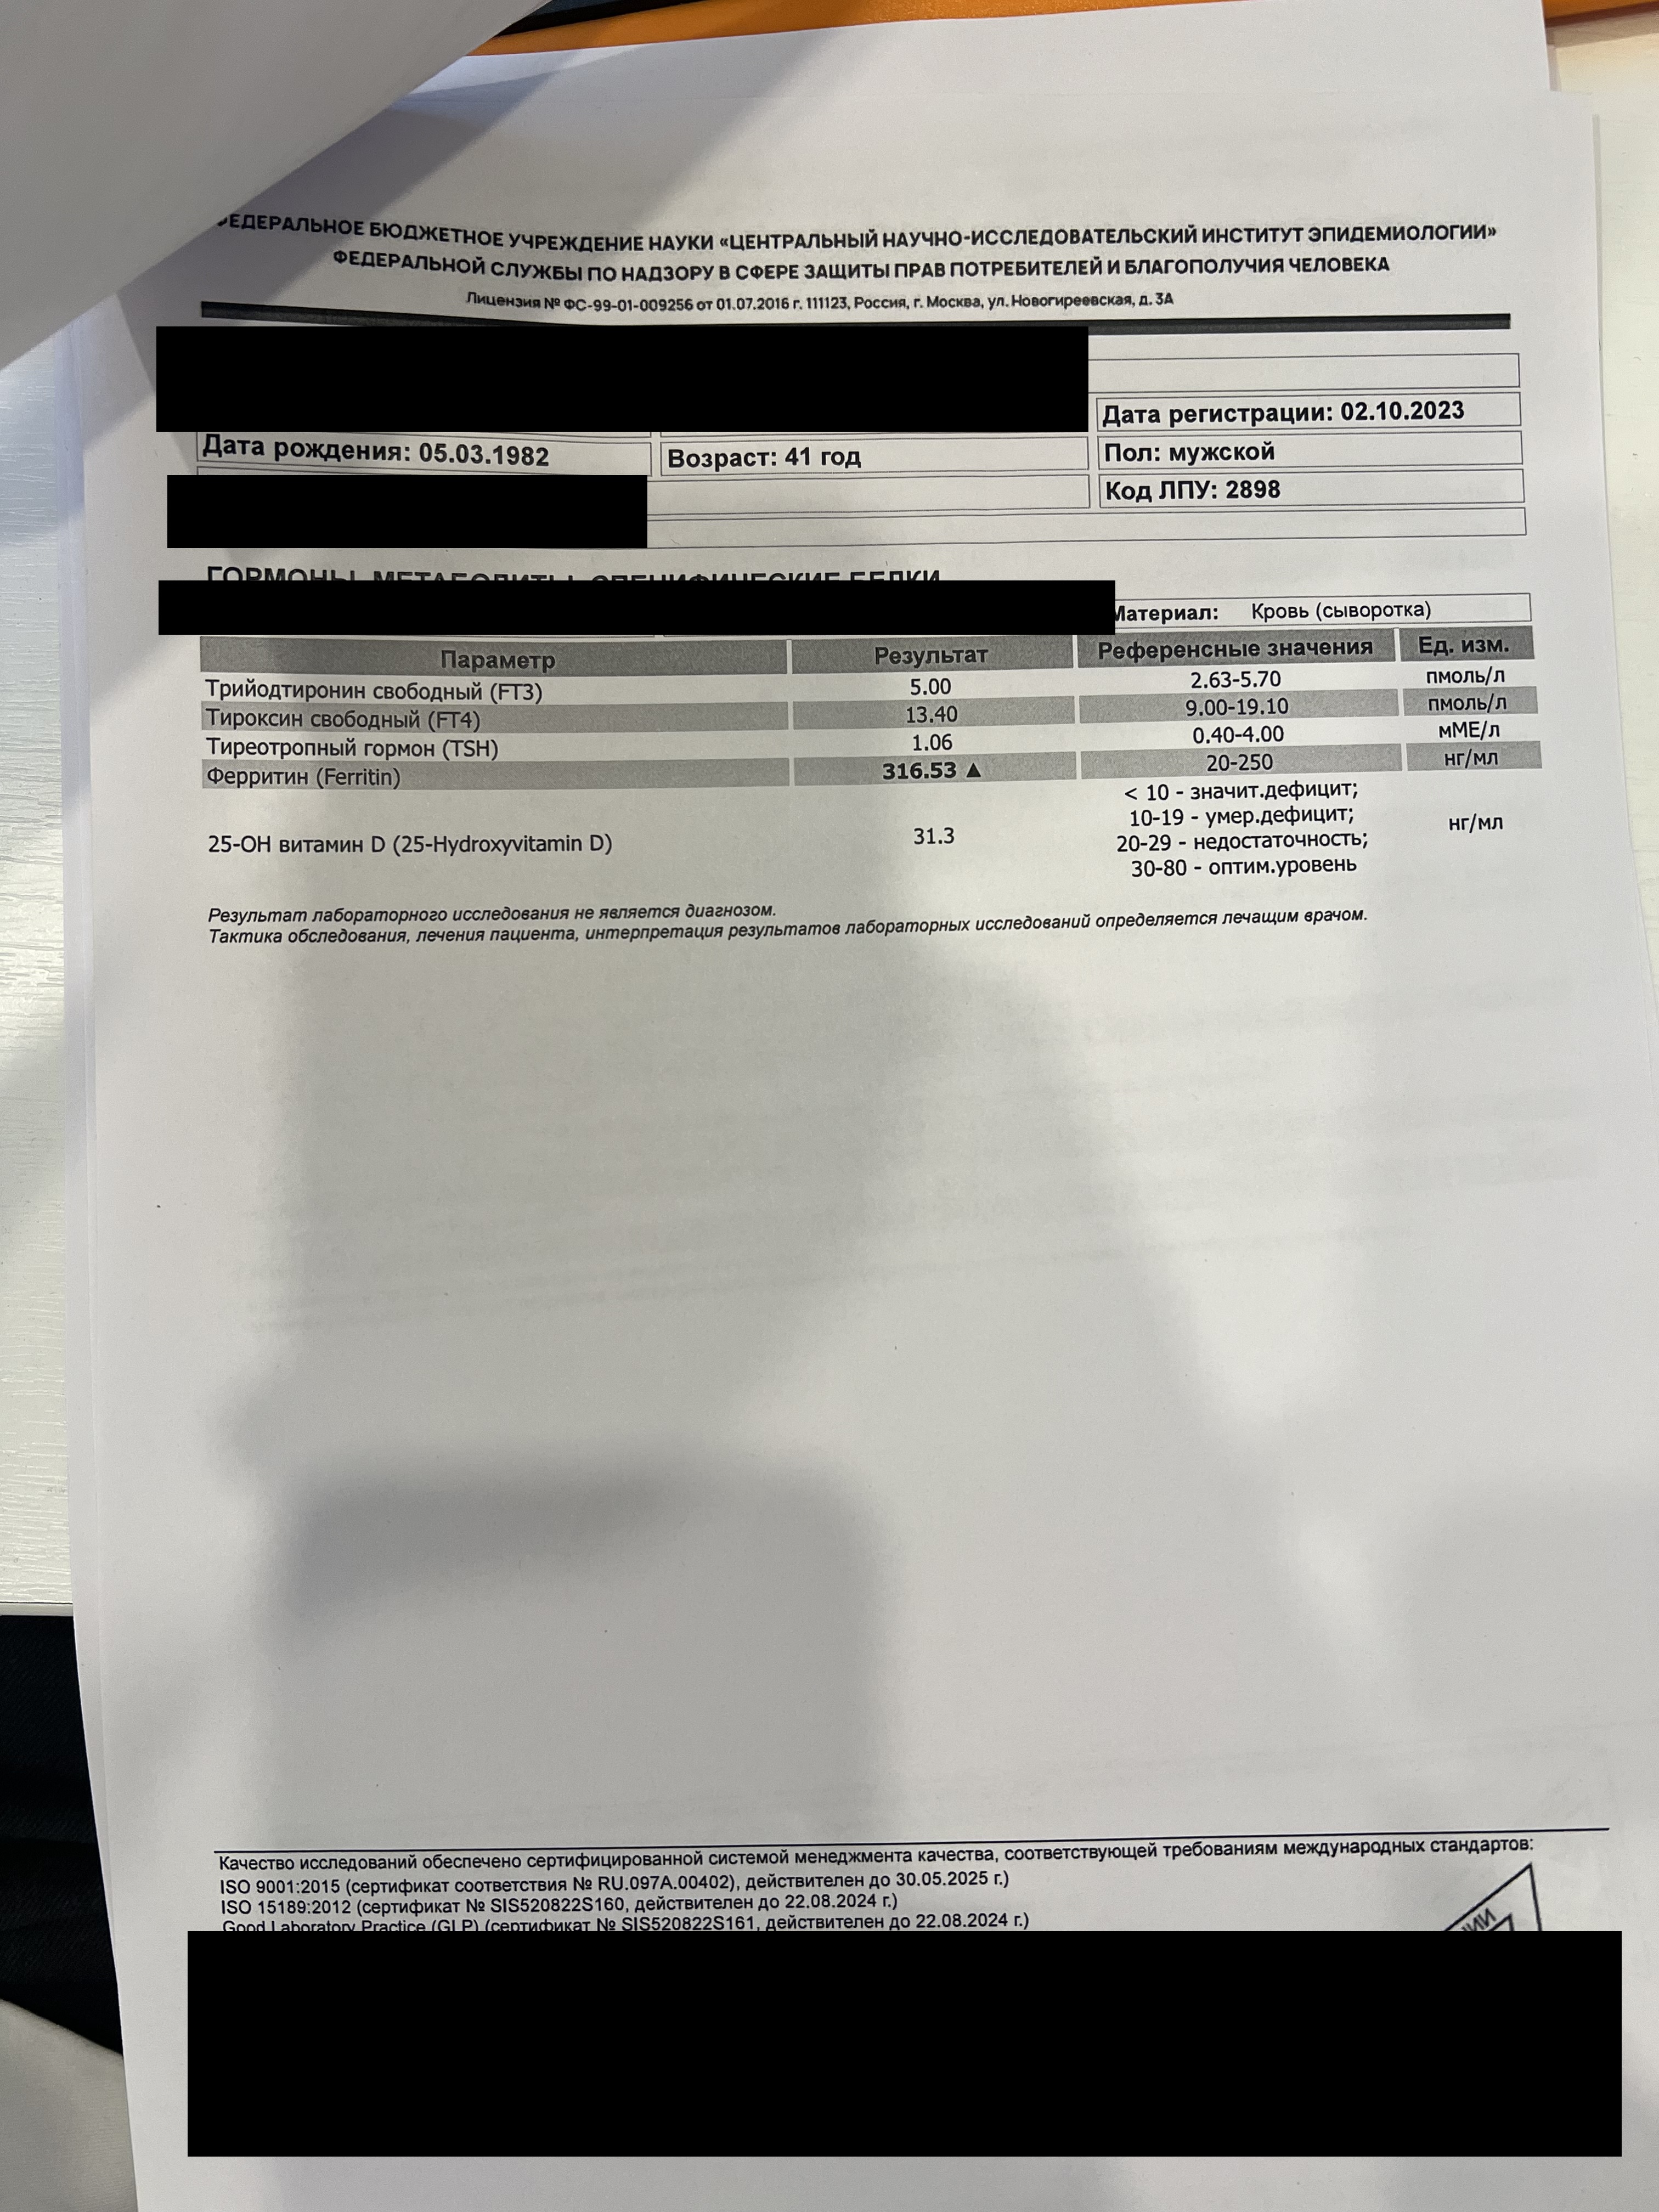 ФЕДЕРАЛЬНОЕ БЮДЖЕТНОЕ УЧРЕЖДЕНИЕ НАУКИ «ЦЕНТРАЛЬНЫЙ НАУЧНО-ИССЛЕДОВАТЕЛЬСКИЙ ИНСТИТУТ ЭПИДЕМИОЛОГИИ»
ФЕДЕРАЛЬНОЙ СЛУЖБЫ ПО НАДЗОРУ В СФЕРЕ ЗАЩИТЫ ПРАВ ПОТРЕБИТЕЛЕЙ И БЛАГОПОЛУЧИЯ ЧЕЛОВЕКА
Лицензия № ФС-99-01-009256 от 01.07.2016 г. 111123, Россия, г. Москва, ул. Новогиреевская, д. 3А
Дата регистрации: 02.10.2023
Дата рождения: 05.03.1982 Возраст: 41 год Пол: мужской
Код ЛПУ: 2898
ГОРМОНЫ, МЕТАБОЛИТЫ, СПЕЦИФИЧЕСКИЕ БЕЛКИ
Материал: Кровь (сыворотка)
Параметр Результат Референсные значения Ед. изм.
Трийодтиронин свободный (FT3) 5.00 2.63-5.70 пмоль/л
Тироксин свободный (FT4) 13.40 9.00-19.10 пмоль/л
Тиреотропный гормон (TSH) 1.06 0.40-4.00 мМЕ/л
Ферритин (Ferritin) 316.53 ▲ 20-250 нг/мл
< 10 - значит.дефицит;
10-19 - умер.дефицит;
25-OH витамин D (25-Hydroxyvitamin D) 31.3 20-29 - недостаточность; нг/мл
30-80 - оптим.уровень
Результат лабораторного исследования не является диагнозом.
Тактика обследования, лечения пациента, интерпретация результатов лабораторных исследований определяется лечащим врачом.
Качество исследований обеспечено сертифицированной системой менеджмента качества, соответствующей требованиям международных стандартов:
ISO 9001:2015 (сертификат соответствия № RU.097A.00402), действителен до 30.05.2025 г.)
ISO 15189:2012 (сертификат № SIS520822S160, действителен до 22.08.2024 г.)
Good Laboratory Practice (GLP) (сертификат № SIS520822S161, действителен до 22.08.2024 г.)